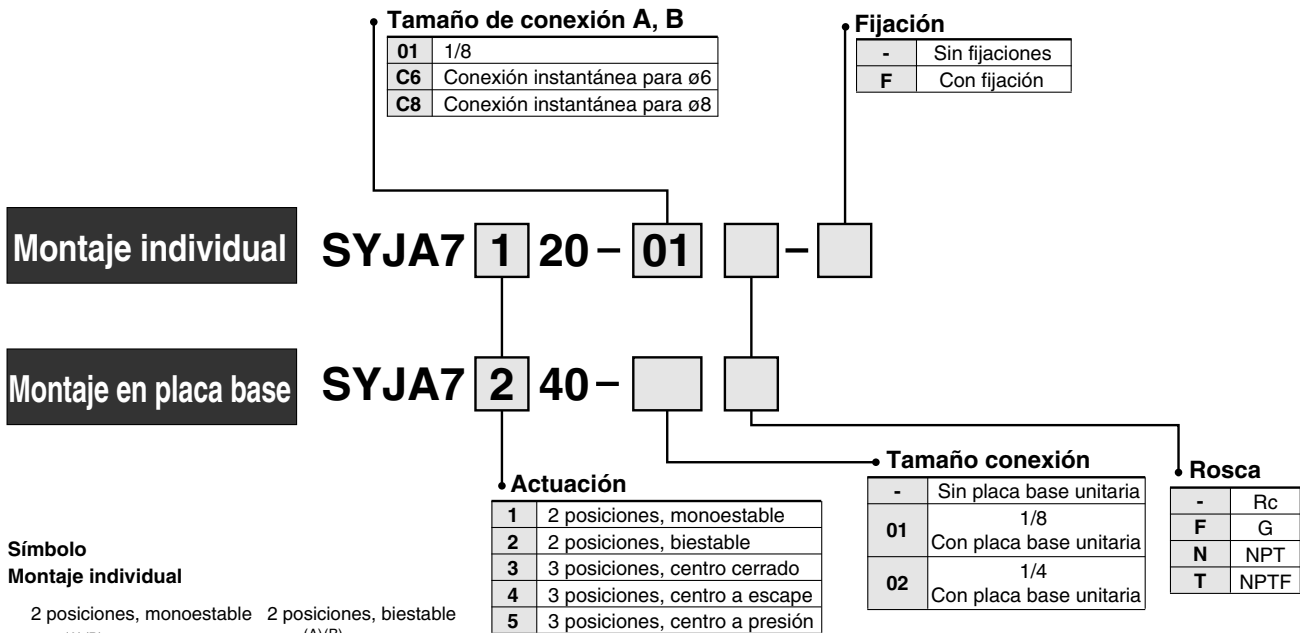 Tamaño de conexión A, B
01 1/8
C6 Conexión instantánea para ø6
C8 Conexión instantánea para ø8
Fijación
- Sin fijaciones
F Con fijación
Montaje individual SYJA7 1 20 – 01 –
Montaje en placa base SYJA7 2 40 –
Actuación
1 2 posiciones, monoestable
2 2 posiciones, biestable
3 3 posiciones, centro cerrado
4 3 posiciones, centro a escape
5 3 posiciones, centro a presión
Tamaño conexión
- Sin placa base unitaria
01 1/8
Con placa base unitaria
02 1/4
Con placa base unitaria
Rosca
- Rc
F G
N NPT
T NPTF
Símbolo
Montaje individual
2 posiciones, monoestable 2 posiciones, biestable
(A)(B)